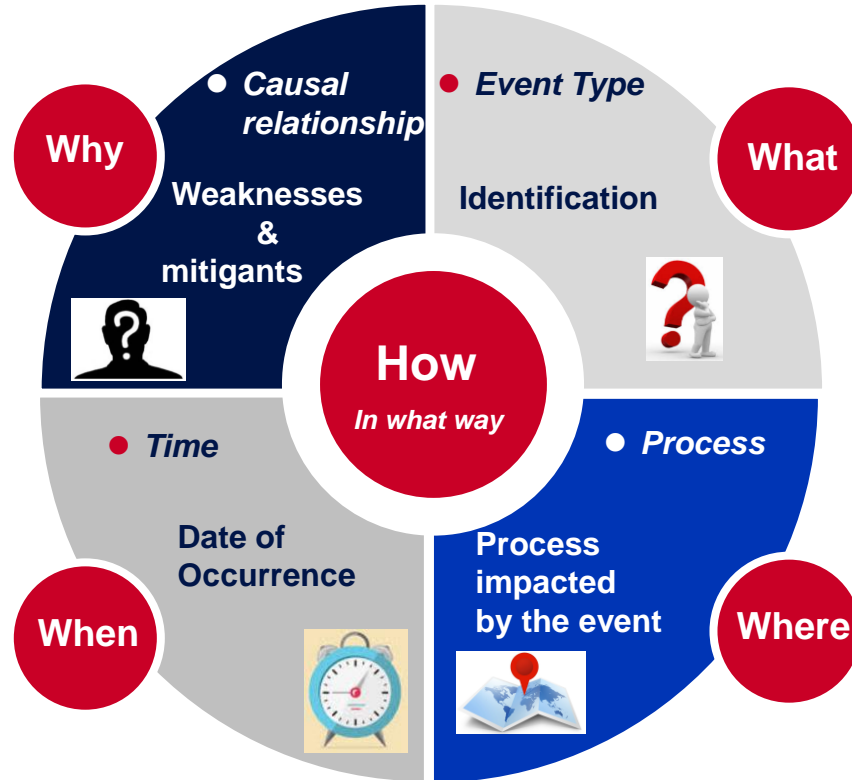 Why
Causal
relationship
Weaknesses
&
mitigants
Event Type
Identification
What
How
In what way
Time
Date of
Occurrence
When
Process
Process
impacted
by the event
Where